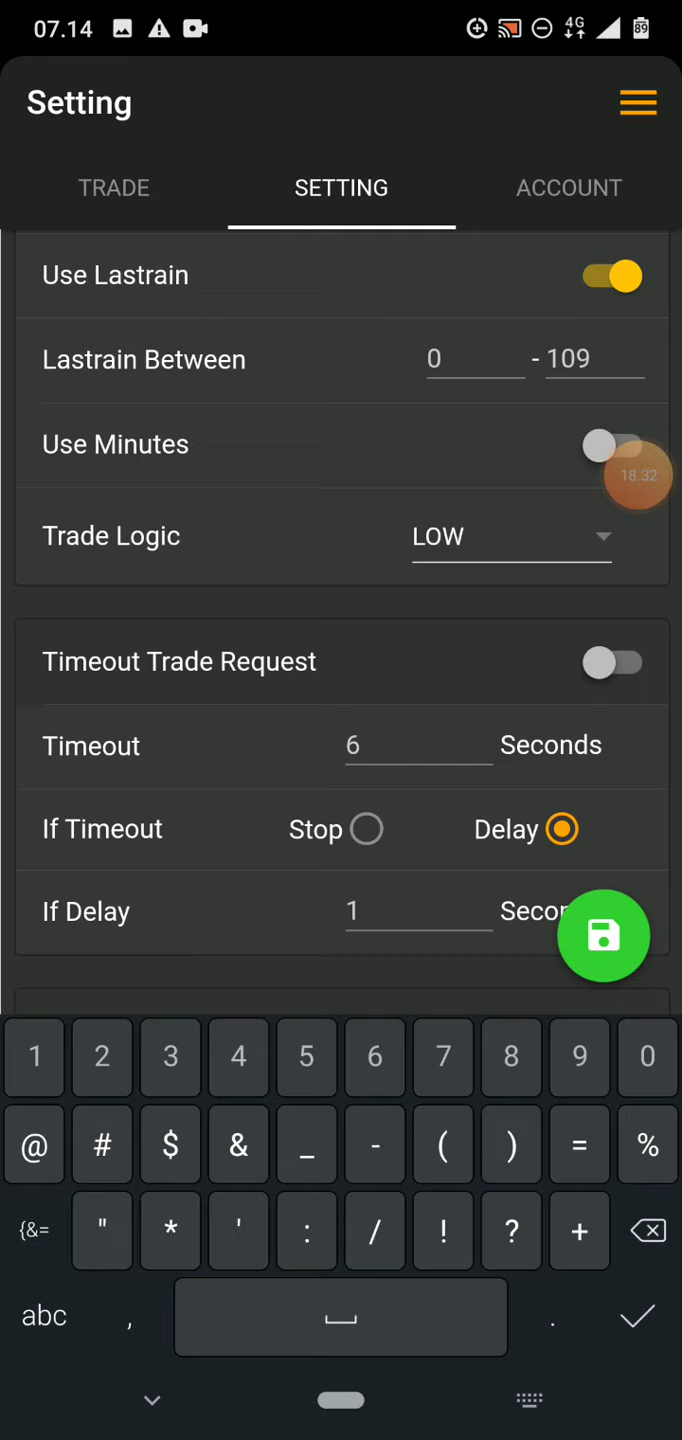 07.14 4G 89
Setting
TRADE SETTING ACCOUNT
Use Lastrain
Lastrain Between 0 - 109
Use Minutes
18.32
Trade Logic LOW
Timeout Trade Request
Timeout 6 Seconds
If Timeout Stop Delay
If Delay 1
1 2 3 4 5 6 7 8 9 0
@ # $ & _ - ( ) = %
{&= " * ' : / ! ? +
abc , .